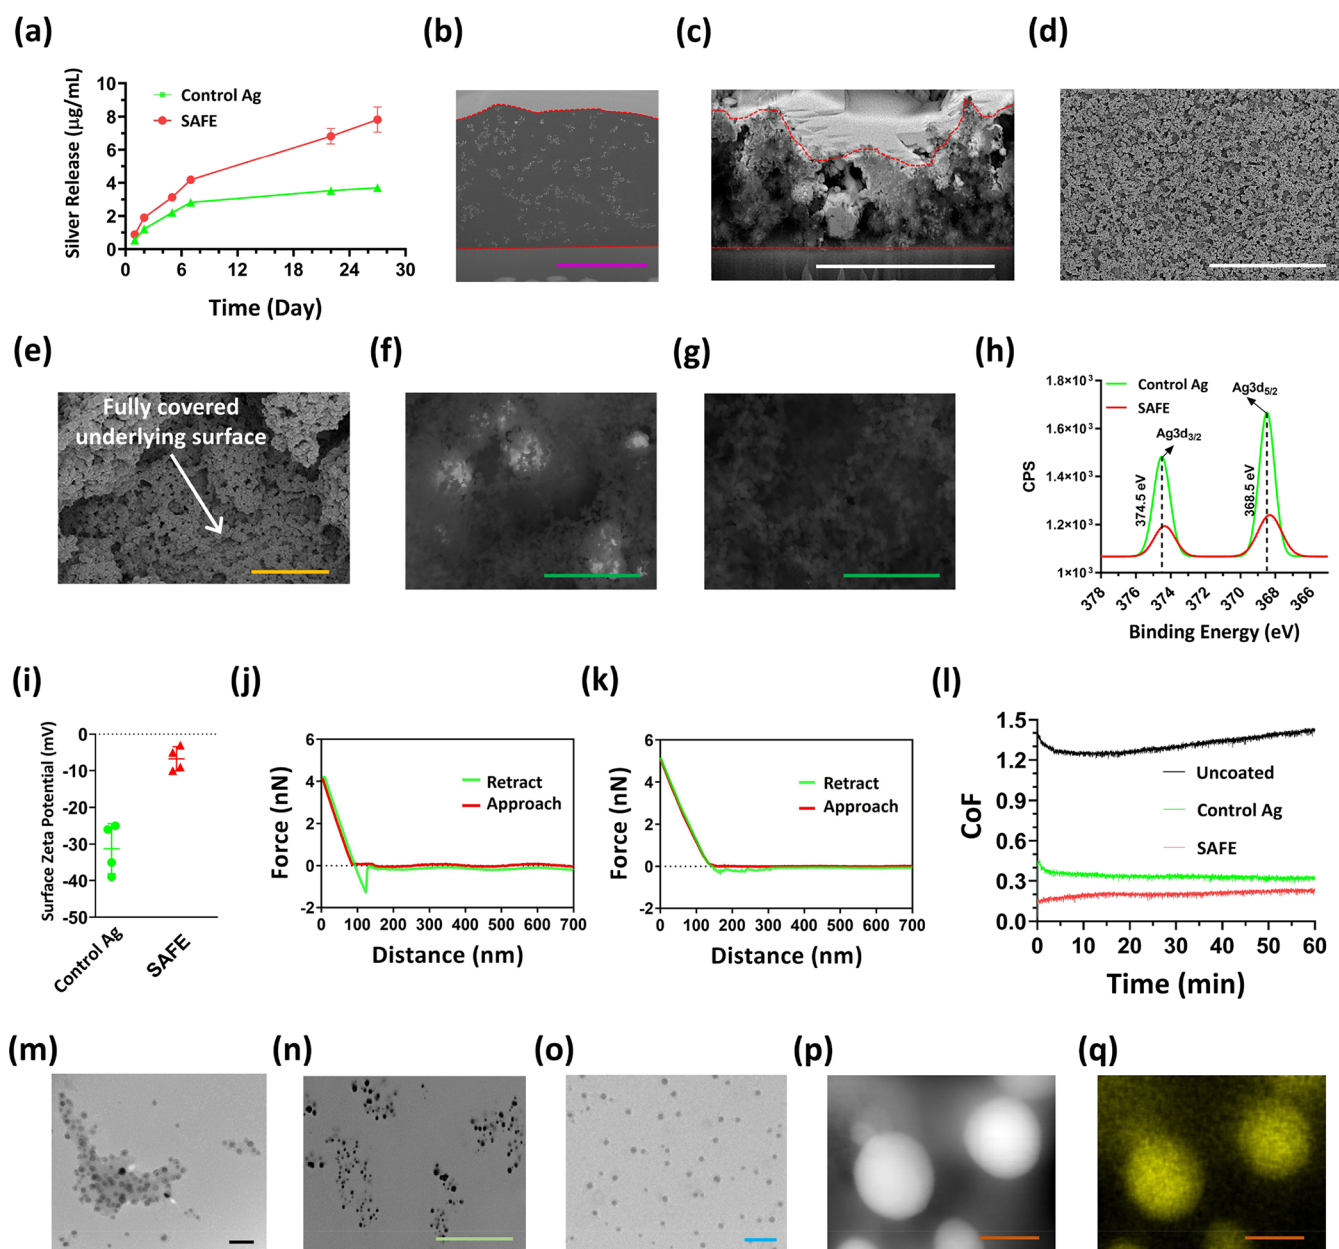 (a)
(b)
(c)
(d)
Silver Release (µg/mL)
10
8
6
4
2
0
Control Ag
SAFE
0 6 12 18 24 30
Time (Day)
(e)
(f)
(g)
(h)
Fully covered
underlying surface
CPS
1.8×10³
1.6×10³
1.4×10³
1.2×10³
1×10³
Control Ag
SAFE
Ag3d3/2
Ag3d5/2
374.5 eV
368.5 eV
378 376 374 372 370 368 366
Binding Energy (eV)
(i)
(j)
(k)
(l)
Surface Zeta Potential (mV)
0
-10
-20
-30
-40
-50
Control Ag
SAFE
Force (nN)
6
4
2
0
-2
Retract
Approach
0 100 200 300 400 500 600 700
Distance (nm)
Force (nN)
6
4
2
0
-2
Retract
Approach
0 100 200 300 400 500 600 700
Distance (nm)
CoF
1.5
1.2
0.9
0.6
0.3
0.0
Uncoated
Control Ag
SAFE
0 10 20 30 40 50 60
Time (min)
(m)
(n)
(o)
(p)
(q)